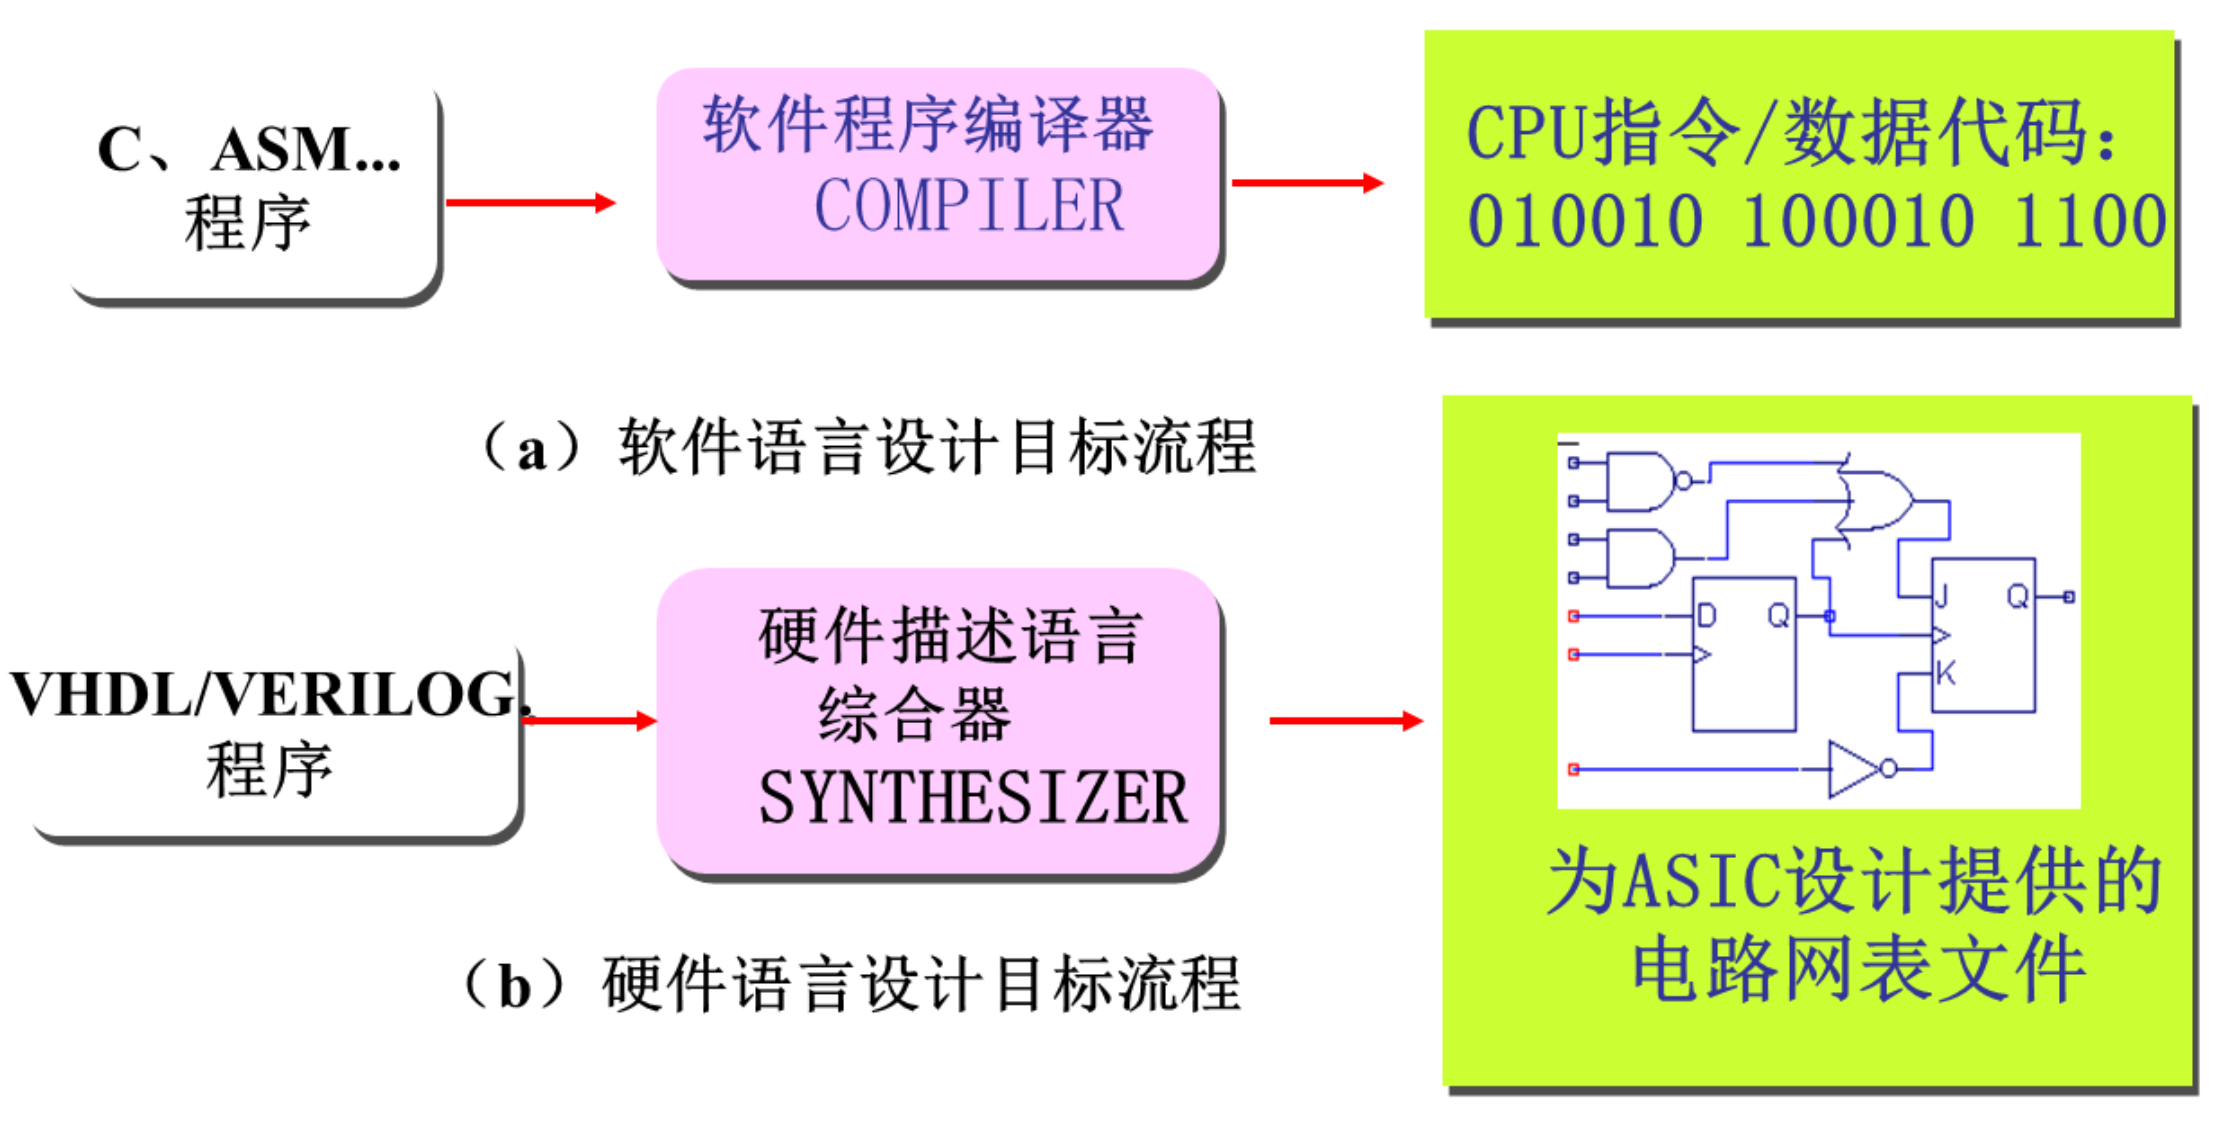 C、ASM...
程序
软件程序编译器
COMPILER
CPU指令/数据代码：
010010 100010 1100
（a）软件语言设计目标流程
VHDL/VERILOG.
程序
硬件描述语言
综合器
SYNTHESIZER
D
Q
J
Q
K
为ASIC设计提供的
电路网表文件
（b）硬件语言设计目标流程